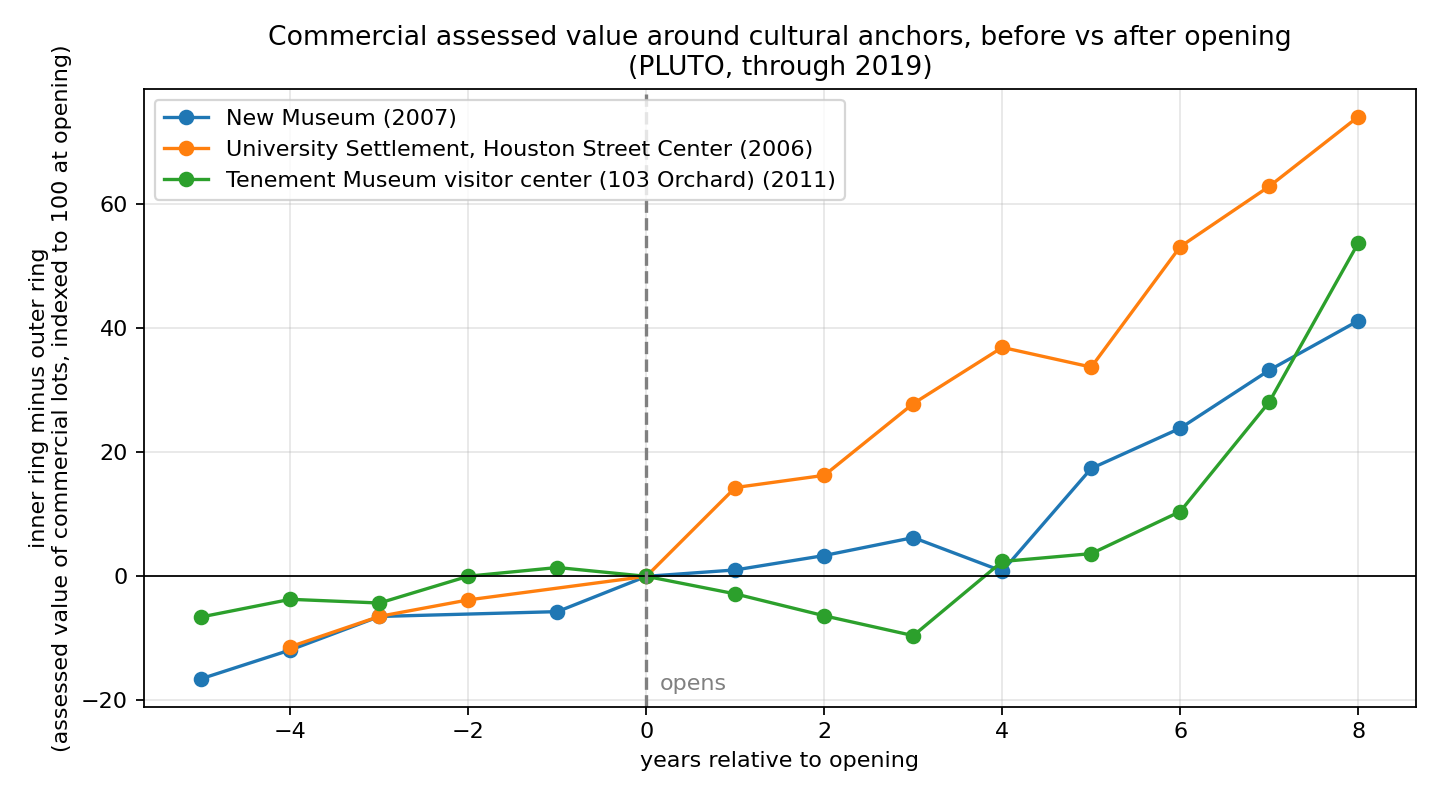 Commercial assessed value around cultural anchors, before vs after opening
(PLUTO, through 2019)
inner ring minus outer ring
(assessed value of commercial lots, indexed to 100 at opening)
New Museum (2007)
University Settlement, Houston Street Center (2006)
Tenement Museum visitor center (103 Orchard) (2011)
60
40
20
0
−20
opens
−4
−2
0
2
4
6
8
years relative to opening